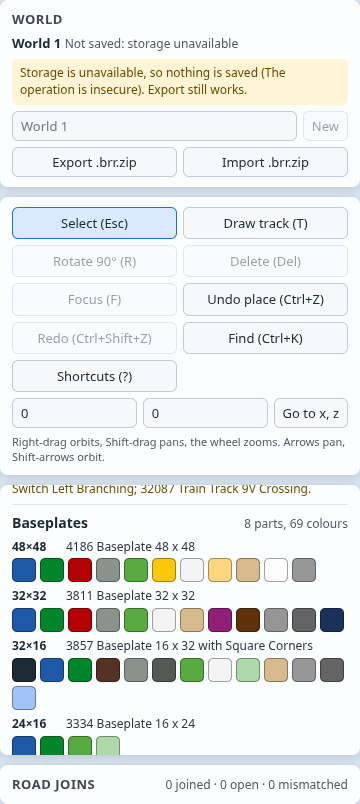 WORLD
World 1 Not saved: storage unavailable
Storage is unavailable, so nothing is saved (The
operation is insecure). Export still works.
World 1
New
Export .brr.zip
Import .brr.zip
Select (Esc)
Draw track (T)
Rotate 90° (R)
Delete (Del)
Focus (F)
Undo place (Ctrl+Z)
Redo (Ctrl+Shift+Z)
Find (Ctrl+K)
Shortcuts (?)
0
0
Go to x, z
Right-drag orbits, Shift-drag pans, the wheel zooms. Arrows pan,
Shift-arrows orbit.
Switch Left Branching; 32087 Train Track 9V Crossing.
Baseplates
8 parts, 69 colours
48×48 4186 Baseplate 48 x 48
32×32 3811 Baseplate 32 x 32
32×16 3857 Baseplate 16 x 32 with Square Corners
24×16 3334 Baseplate 16 x 24
ROAD JOINS
0 joined · 0 open · 0 mismatched